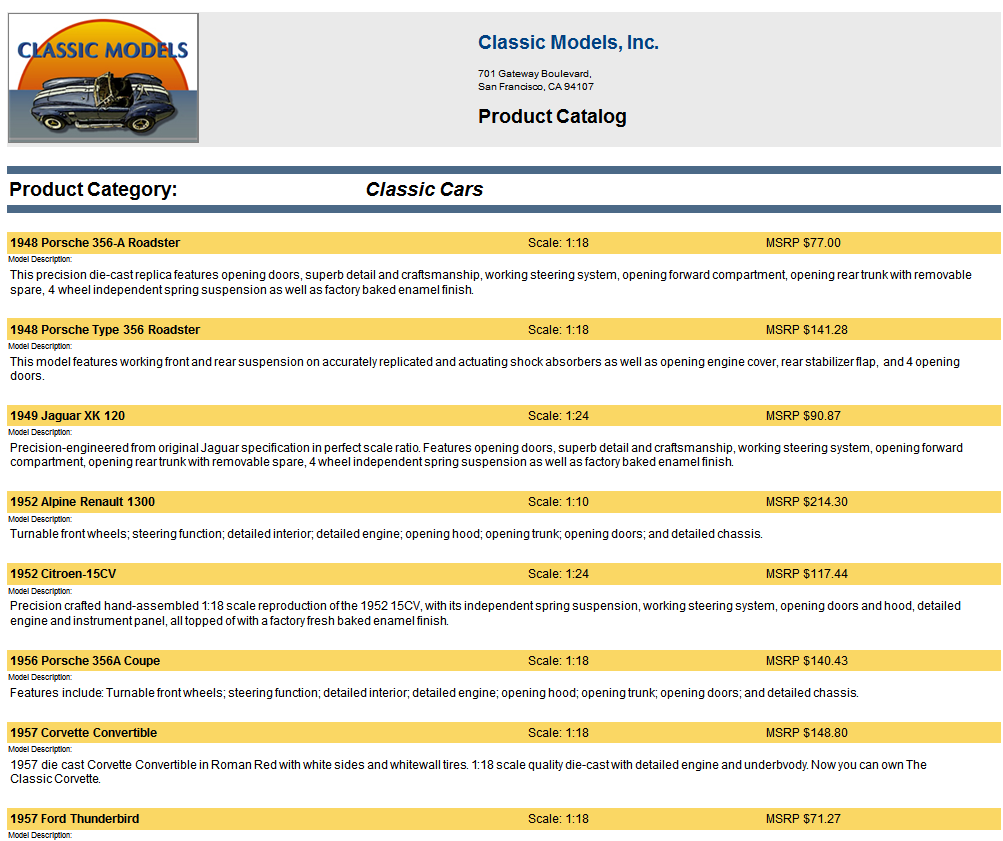 CLASSIC MODELS
Classic Models, Inc.
701 Gateway Boulevard,
San Francisco, CA 94107
Product Catalog
Product Category: Classic Cars
1948 Porsche 356-A Roadster Scale: 1:18 MSRP $77.00
Model Description:
This precision die-cast replica features opening doors, superb detail and craftsmanship, working steering system, opening forward compartment, opening rear trunk with removable
spare, 4 wheel independent spring suspension as well as factory baked enamel finish.
1948 Porsche Type 356 Roadster Scale: 1:18 MSRP $141.28
Model Description:
This model features working front and rear suspension on accurately replicated and actuating shock absorbers as well as opening engine cover, rear stabilizer flap, and 4 opening
doors.
1949 Jaguar XK 120 Scale: 1:24 MSRP $90.87
Model Description:
Precision-engineered from original Jaguar specification in perfect scale ratio. Features opening doors, superb detail and craftsmanship, working steering system, opening forward
compartment, opening rear trunk with removable spare, 4 wheel independent spring suspension as well as factory baked enamel finish.
1952 Alpine Renault 1300 Scale: 1:10 MSRP $214.30
Model Description:
Turnable front wheels; steering function; detailed interior; detailed engine; opening hood; opening trunk; opening doors; and detailed chassis.
1952 Citroen-15CV Scale: 1:24 MSRP $117.44
Model Description:
Precision crafted hand-assembled 1:18 scale reproduction of the 1952 15CV, with its independent spring suspension, working steering system, opening doors and hood, detailed
engine and instrument panel, all topped of with a factory fresh baked enamel finish.
1956 Porsche 356A Coupe Scale: 1:18 MSRP $140.43
Model Description:
Features include: Turnable front wheels; steering function; detailed interior; detailed engine; opening hood; opening trunk; opening doors; and detailed chassis.
1957 Corvette Convertible Scale: 1:18 MSRP $148.80
Model Description:
1957 die cast Corvette Convertible in Roman Red with white sides and whitewall tires. 1:18 scale quality die-cast with detailed engine and underbvody. Now you can own The
Classic Corvette.
1957 Ford Thunderbird Scale: 1:18 MSRP $71.27
Model Description: